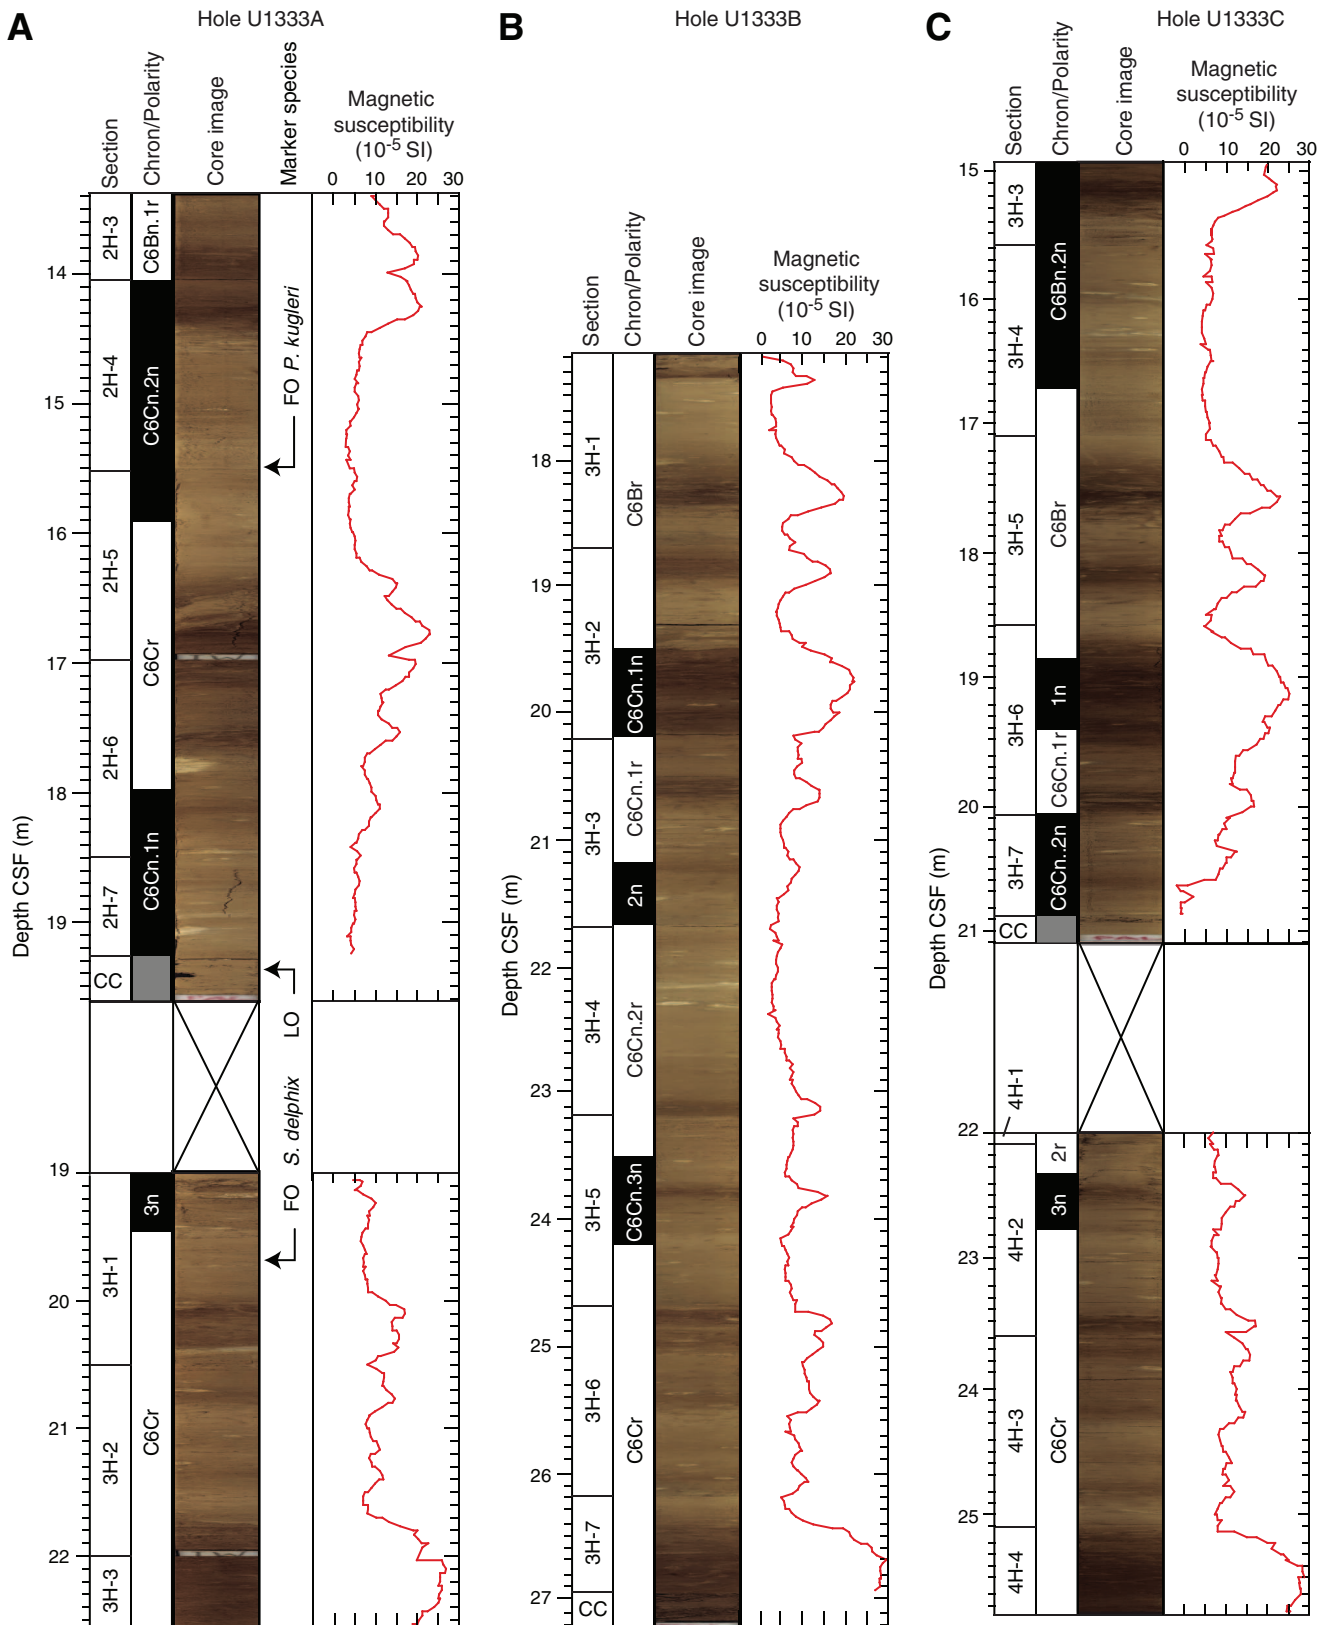 A
Hole U1333A
Section
Chron/Polarity
Core image
Marker species
Magnetic
susceptibility
(10-5 SI)
0 10 20 30
Depth CSF (m)
14
15
16
17
18
19
19
20
21
22
2H-3
2H-4
2H-5
2H-6
2H-7
CC
3H-1
3H-2
3H-3
C6Bn.1r
C6Cn.2n
C6Cr
C6Cn.1n
3n
C6Cr
FO P. kugleri
LO
FO S. delphix
B
Hole U1333B
Section
Chron/Polarity
Core image
Magnetic
susceptibility
(10-5 SI)
0 10 20 30
Depth CSF (m)
18
19
20
21
22
23
24
25
26
27
3H-1
3H-2
3H-3
3H-4
3H-5
3H-6
3H-7
CC
C6Br
C6Cn.1n
C6Cn.1r
2n
C6Cn.2r
C6Cn.3n
C6Cr
C
Hole U1333C
Section
Chron/Polarity
Core image
Magnetic
susceptibility
(10-5 SI)
0 10 20 30
Depth CSF (m)
15
16
17
18
19
20
21
22
23
24
25
3H-3
3H-4
3H-5
3H-6
3H-7
CC
4H-1
4H-2
4H-3
4H-4
C6Bn.2n
C6Br
1n
C6Cn.1r
C6Cn..2n
2r
3n
C6Cr